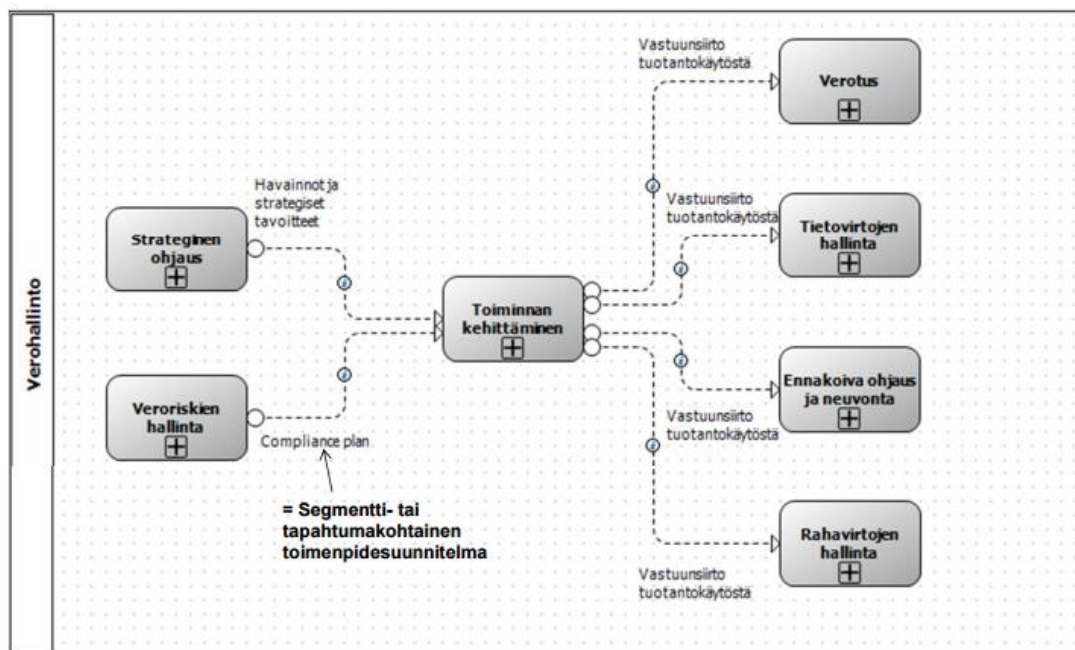 Verohallinto
Havainnot ja
strategiset
tavoitteet
Strateginen
ohjaus
Veroriskien
hallinta
Compliance plan
= Segmentti- tai
tapahtumakohtainen
toimenpidesuunnitelma
Toiminnan
kehittäminen
Vastuunsiirto
tuotantokäytöstä
Verotus
Vastuunsiirto
tuotantokäytöstä
Tietovirtojen
hallinta
Ennakoiva ohjaus
ja neuvonta
Vastuunsiirto
tuotantokäytöstä
Rahavirtojen
hallinta
Vastuunsiirto
tuotantokäytöstä